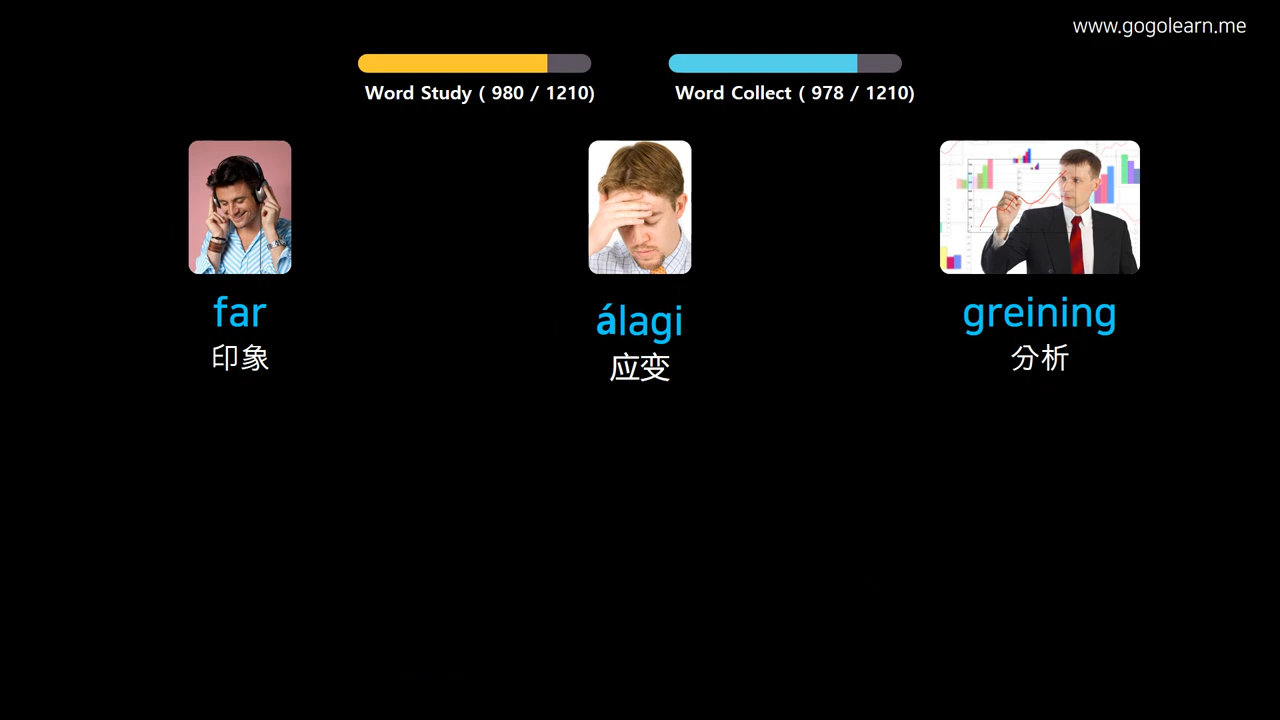 www.gogolearn.me
Word Study ( 980 / 1210)
Word Collect ( 978 / 1210)
far
印象
álagi
应变
greining
分析